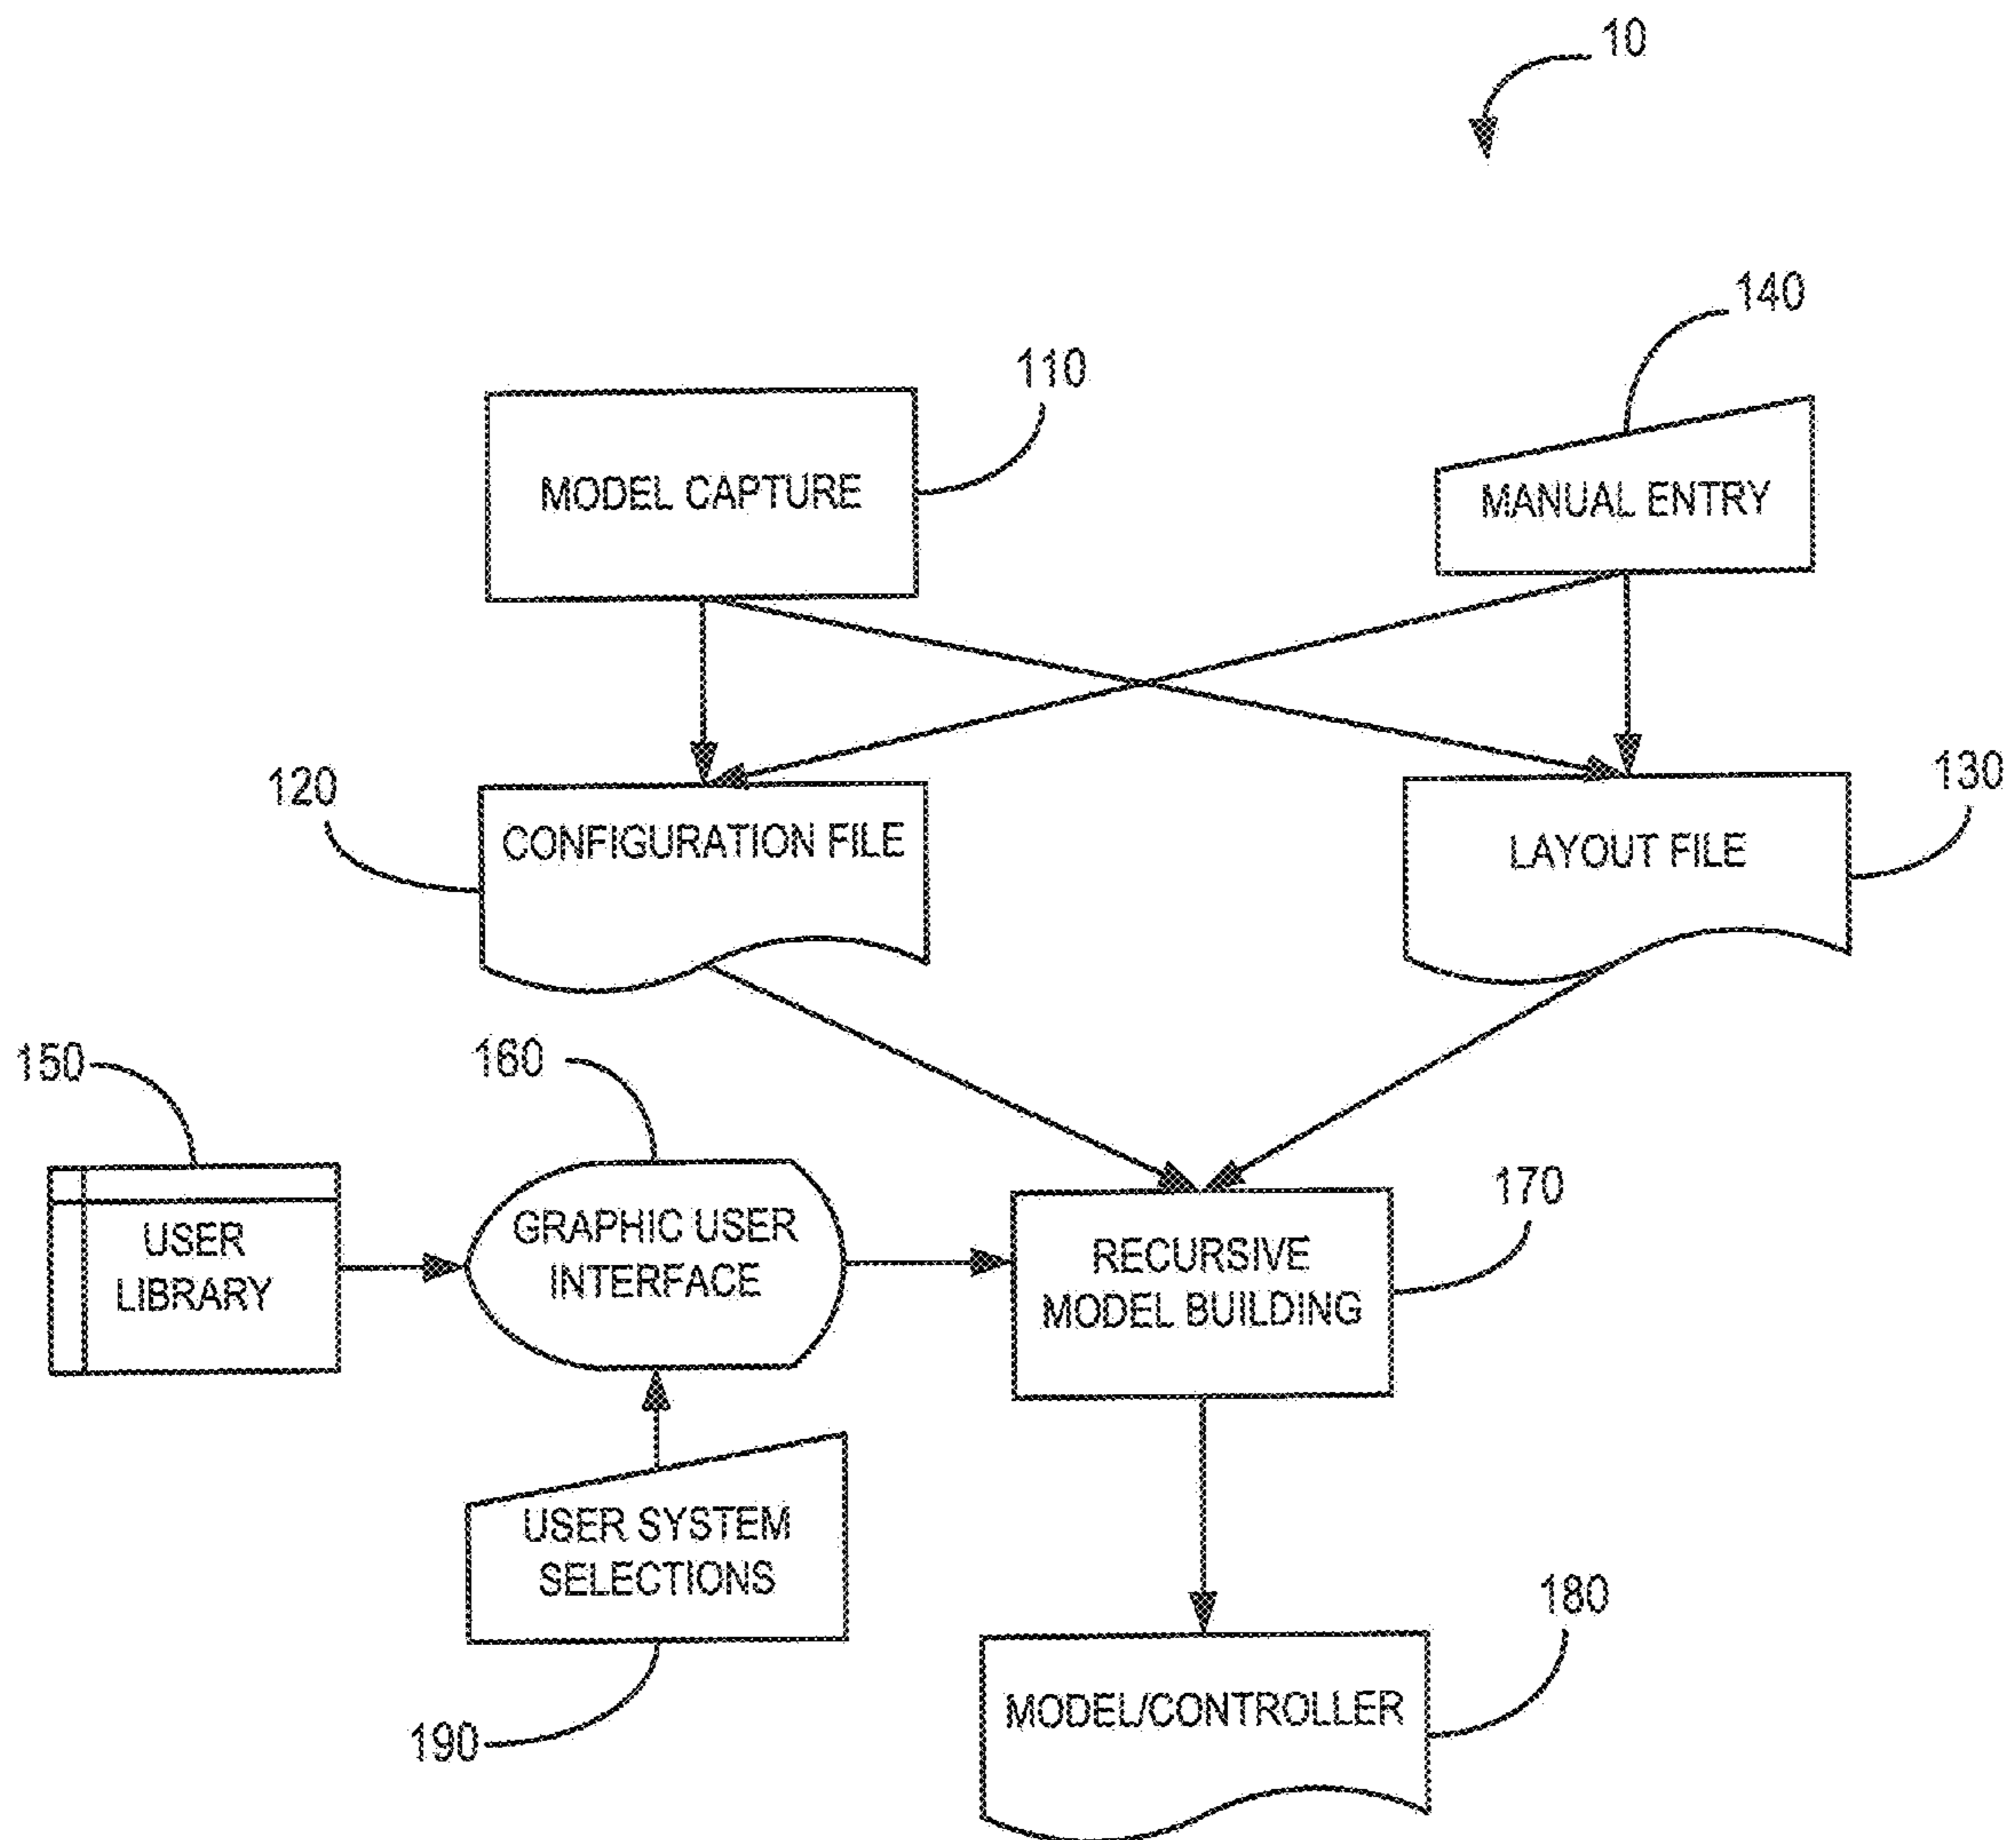 10
140
110
MODEL CAPTURE
MANUAL ENTRY
120
130
CONFIGURATION FILE
LAYOUT FILE
150
160
170
USER
LIBRARY
GRAPHIC USER
INTERFACE
RECURSIVE
MODEL BUILDING
USER SYSTEM
SELECTIONS
180
190
MODEL/CONTROLLER